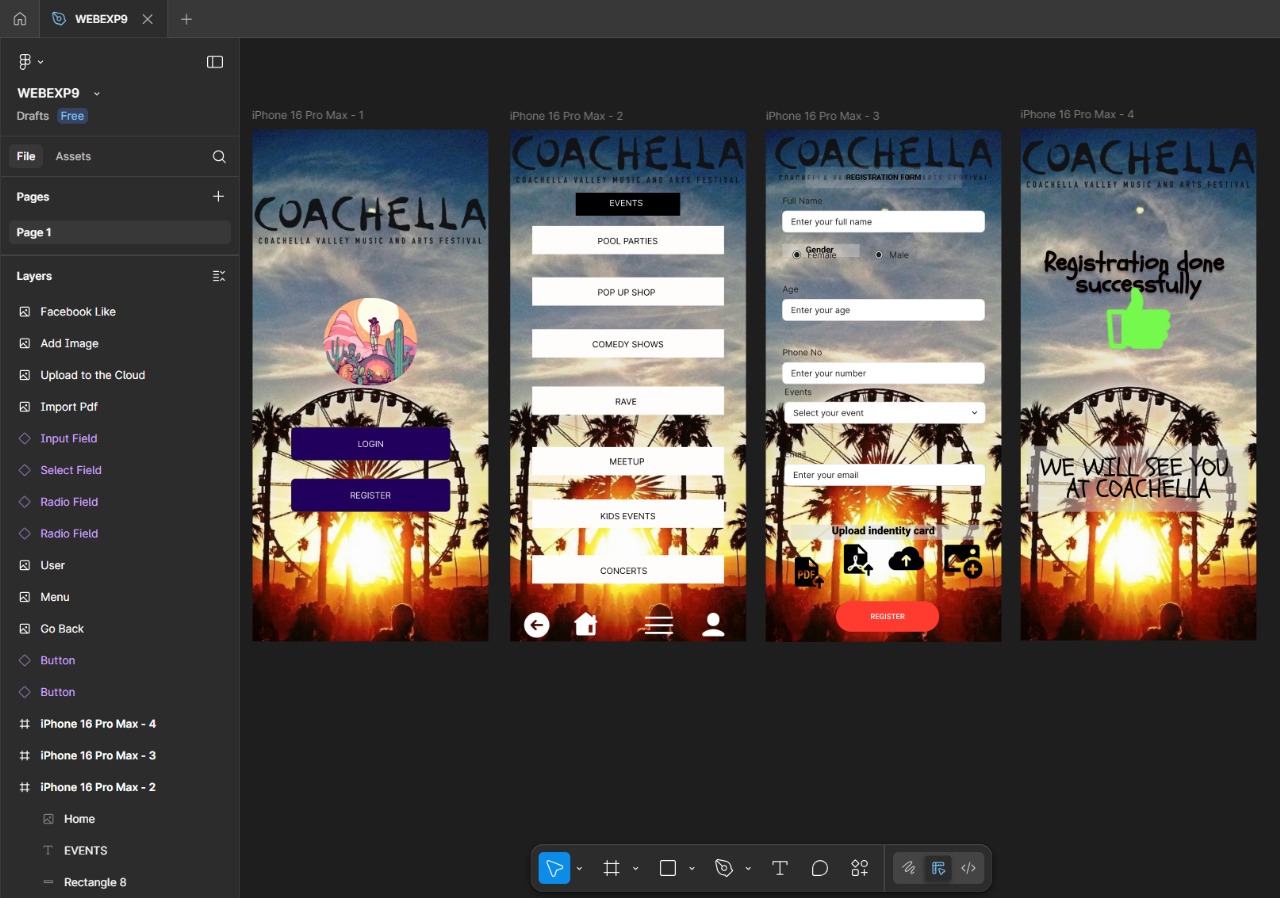 WEBEXP9
WEBEXP9
Drafts Free
File Assets
Pages
Page 1
Layers
Facebook Like
Add Image
Upload to the Cloud
Import Pdf
Input Field
Select Field
Radio Field
Radio Field
User
Menu
Go Back
Button
Button
iPhone 16 Pro Max - 4
iPhone 16 Pro Max - 3
iPhone 16 Pro Max - 2
Home
EVENTS
Rectangle 8
iPhone 16 Pro Max - 1
COACHELLA
COACHELLA VALLEY MUSIC AND ARTS FESTIVAL
LOGIN
REGISTER
iPhone 16 Pro Max - 2
COACHELLA
COACHELLA VALLEY MUSIC AND ARTS FESTIVAL
EVENTS
POOL PARTIES
POP UP SHOP
COMEDY SHOWS
RAVE
MEETUP
KIDS EVENTS
CONCERTS
iPhone 16 Pro Max - 3
COACHELLA
REGISTRATION FORM
Full Name
Enter your full name
Gender
Female Male
Age
Enter your age
Phone No
Enter your number
Events
Select your event
Email
Enter your email
Upload indentity card
PDF
REGISTER
iPhone 16 Pro Max - 4
COACHELLA
COACHELLA VALLEY MUSIC AND ARTS FESTIVAL
Registration done
successfully
WE WILL SEE YOU
AT COACHELLA